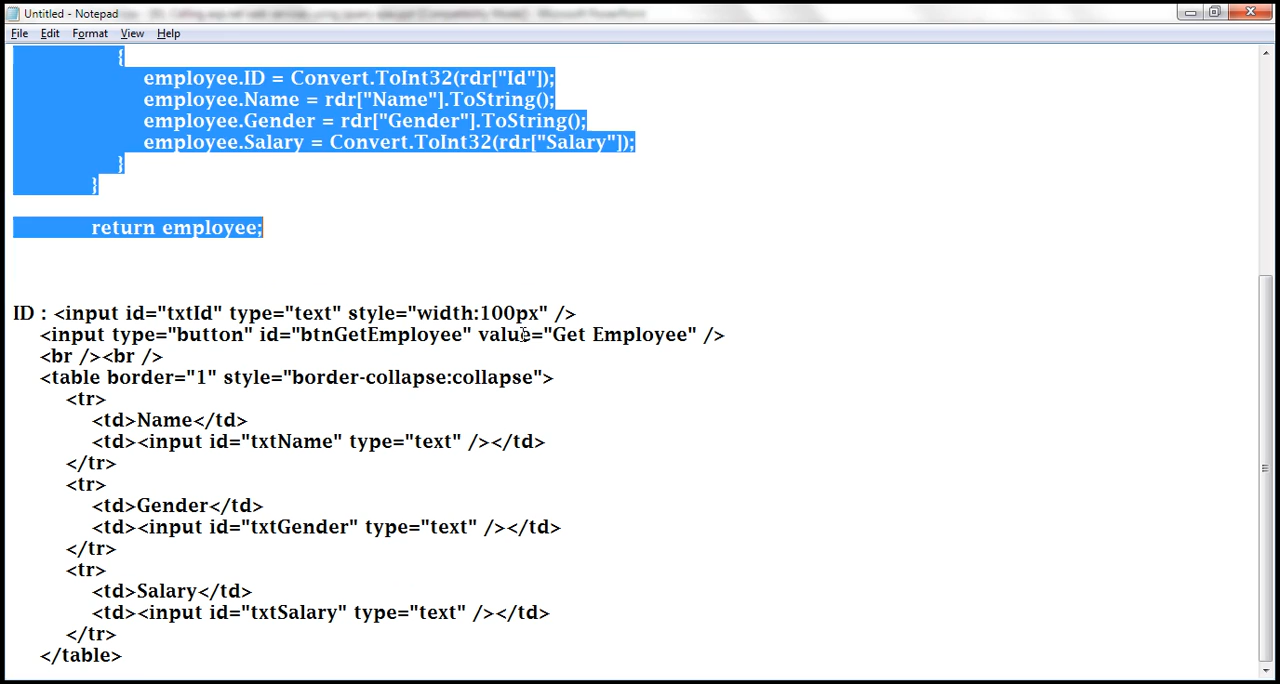 Untitled - Notepad
File Edit Format View Help
{
employee.ID = Convert.ToInt32(rdr["Id"]);
employee.Name = rdr["Name"].ToString();
employee.Gender = rdr["Gender"].ToString();
employee.Salary = Convert.ToInt32(rdr["Salary"]);
}
}
return employee;
ID : <input id="txtId" type="text" style="width:100px" />
<input type="button" id="btnGetEmployee" value="Get Employee" />
<br /><br />
<table border="1" style="border-collapse:collapse">
<tr>
<td>Name</td>
<td><input id="txtName" type="text" /></td>
</tr>
<tr>
<td>Gender</td>
<td><input id="txtGender" type="text" /></td>
</tr>
<tr>
<td>Salary</td>
<td><input id="txtSalary" type="text" /></td>
</tr>
</table>